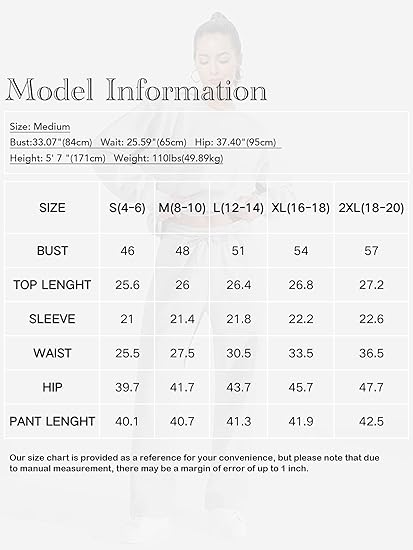 Model Information
Size: Medium
Bust:33.07"(84cm) Wait: 25.59"(65cm) Hip: 37.40"(95cm)
Height: 5' 7 "(171cm) Weight: 110lbs(49.89kg)
SIZE S(4-6) M(8-10) L(12-14) XL(16-18) 2XL(18-20)
BUST 46 48 51 54 57
TOP LENGHT 25.6 26 26.4 26.8 27.2
SLEEVE 21 21.4 21.8 22.2 22.6
WAIST 25.5 27.5 30.5 33.5 36.5
HIP 39.7 41.7 43.7 45.7 47.7
PANT LENGHT 40.1 40.7 41.3 41.9 42.5
Our size chart is provided as a reference for your convenience, but please note that due
to manual measurement, there may be a margin of error of up to 1 inch.